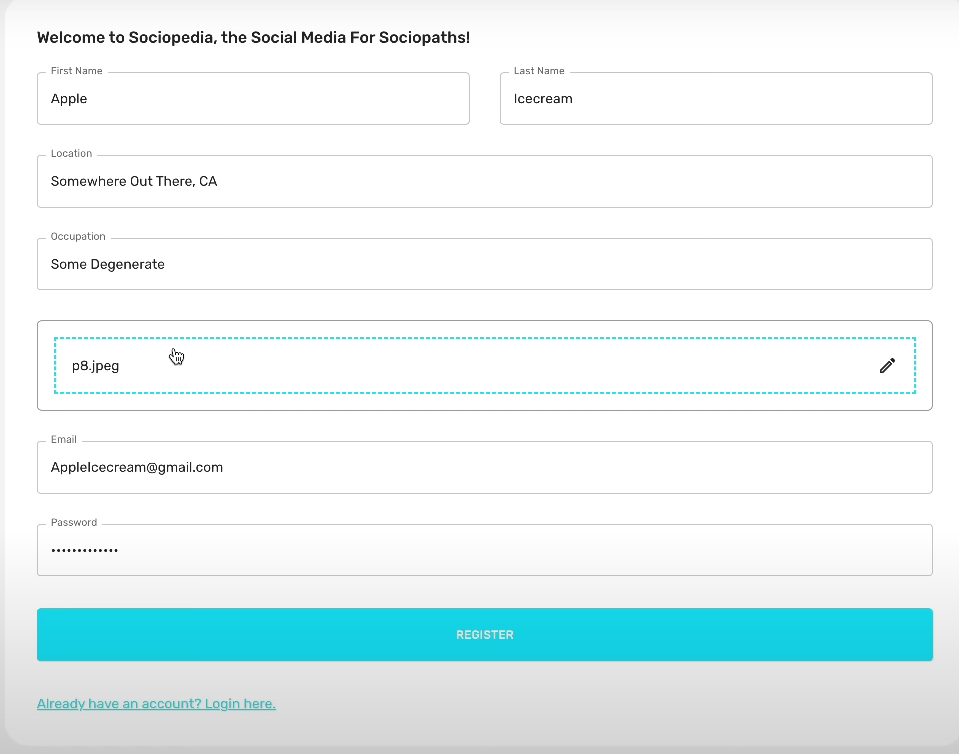 Welcome to Sociopedia, the Social Media For Sociopaths!
First Name
Last Name
Apple
Icecream
Location
Somewhere Out There, CA
Occupation
Some Degenerate
p8.jpeg
Email
AppleIcecream@gmail.com
Password
•••••••••••••
REGISTER
Already have an account? Login here.